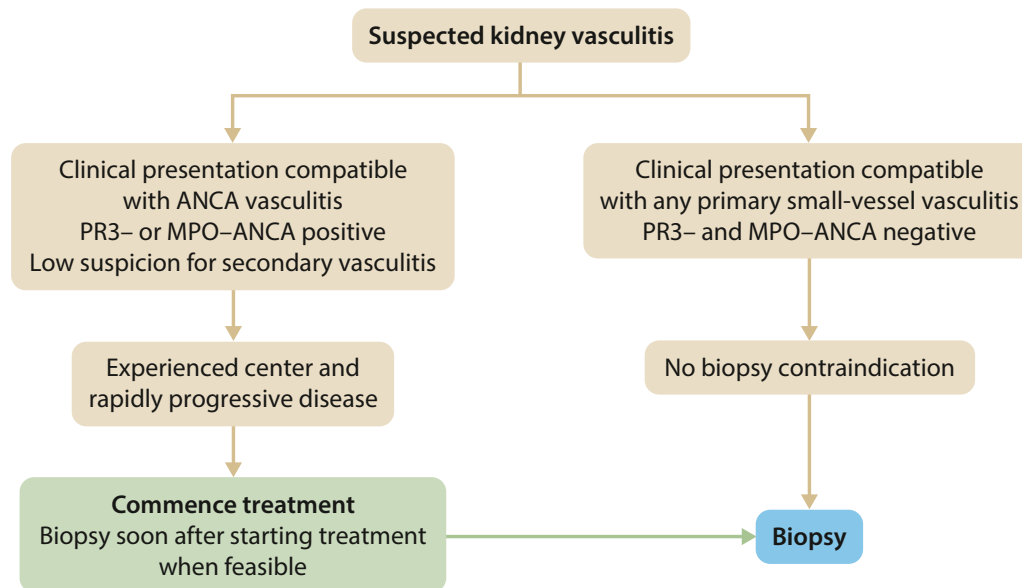 Suspected kidney vasculitis
Clinical presentation compatible
with ANCA vasculitis
PR3– or MPO–ANCA positive
Low suspicion for secondary vasculitis
Clinical presentation compatible
with any primary small-vessel vasculitis
PR3– and MPO–ANCA negative
Experienced center and
rapidly progressive disease
No biopsy contraindication
Commence treatment
Biopsy soon after starting treatment
when feasible
Biopsy